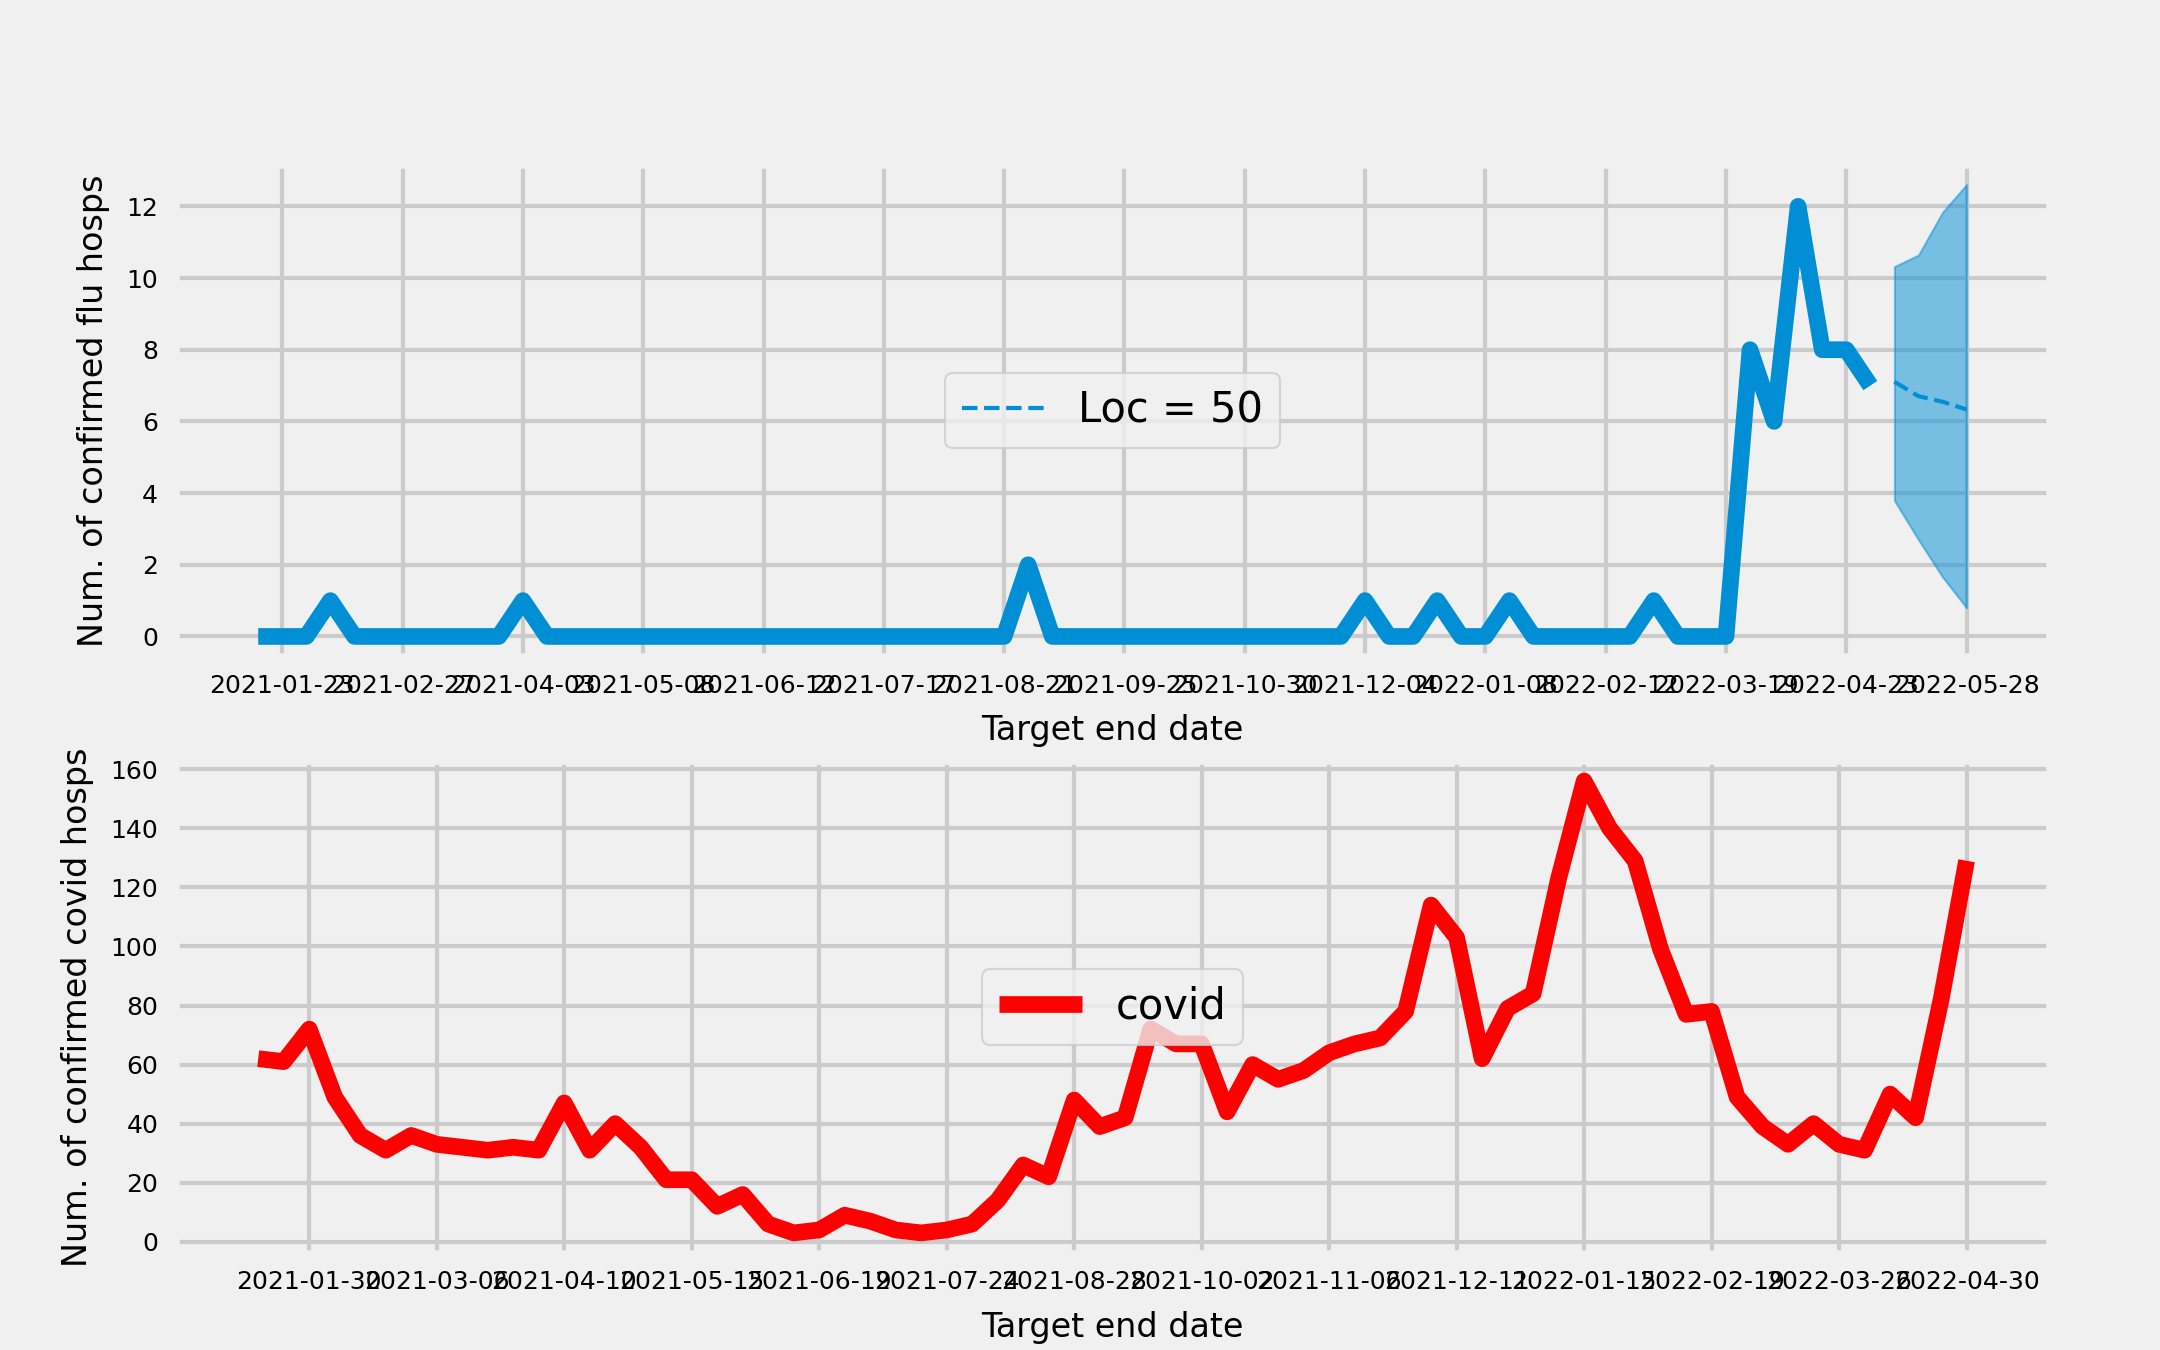 Num. of confirmed flu hosps
12
10
8
6
4
2
0
Loc = 50
2021-01-23 2021-02-27 2021-04-03 2021-05-08 2021-06-12 2021-07-17 2021-08-21 2021-09-25 2021-10-30 2021-12-04 2022-01-08 2022-02-12 2022-03-19 2022-04-23 2022-05-28
Target end date
Num. of confirmed covid hosps
160
140
120
100
80
60
40
20
0
covid
2021-01-30 2021-03-06 2021-04-10 2021-05-15 2021-06-19 2021-07-24 2021-08-28 2021-10-02 2021-11-06 2021-12-11 2022-01-15 2022-02-19 2022-03-26 2022-04-30
Target end date